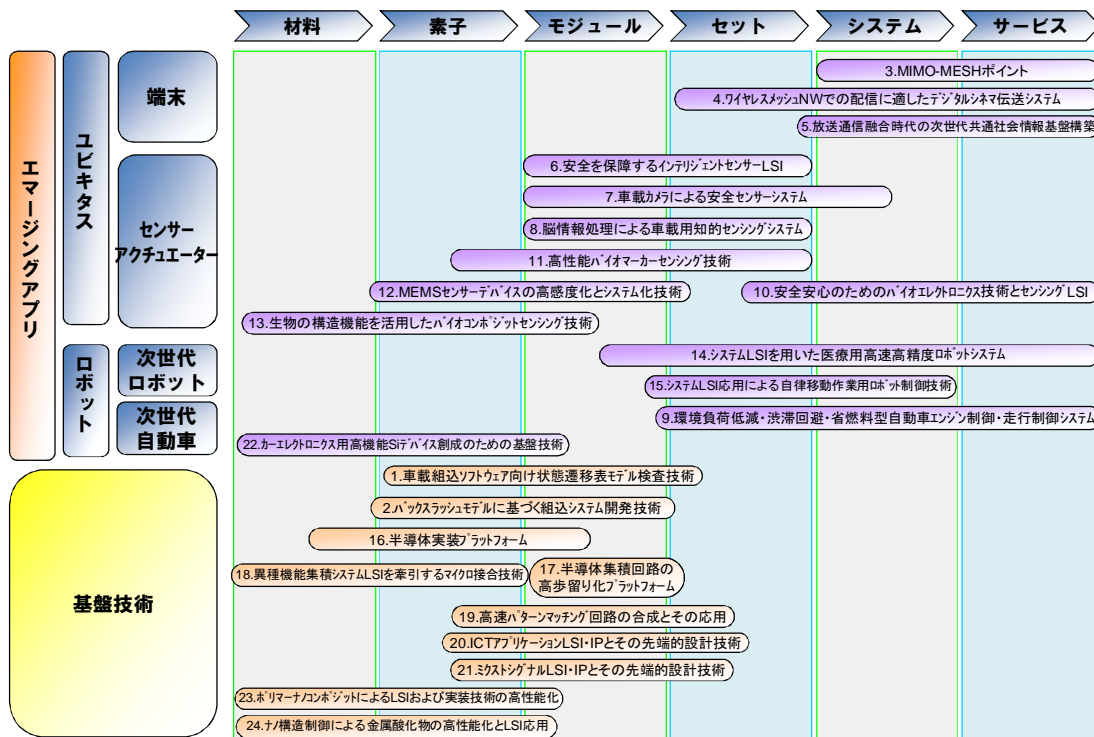 材料
素子
モジュール
セット
システム
サービス
エマージングアプリ
ユビキタス
端末
3.MIMO-MESHポイント
4.ワイヤレスメッシュNWでの配信に適したデジタルシネマ伝送システム
5.放送通信融合時代の次世代共通社会情報基盤構築
センサー
アクチュエーター
6.安全を保障するインテリジェントセンサーLSI
7.車載カメラによる安全センサーシステム
8.脳情報処理による車載用知的センシングシステム
11.高性能バイオマーカーセンシング技術
12.MEMSセンサーデバイスの高感度化とシステム化技術
10.安全安心のためのバイオエレクトロニクス技術とセンシングLSI
13.生物の構造機能を活用したバイオコンポジットセンシング技術
ロボット
次世代
ロボット
14.システムLSIを用いた医療用高速高精度ロボットシステム
15.システムLSI応用による自律移動作業用ロボット制御技術
次世代
自動車
9.環境負荷低減・渋滞回避・省燃料型自動車エンジン制御・走行制御システム
22.カーエレクトロニクス用高機能Siデバイス創成のための基盤技術
基盤技術
1.車載組込ソフトウェア向け状態遷移表モデル検査技術
2.バックスラッシュモデルに基づく組込システム開発技術
16.半導体実装プラットフォーム
18.異種機能集積システムLSIを牽引するマイクロ接合技術
17.半導体集積回路の
高歩留り化プラットフォーム
19.高速パターンマッチング回路の合成とその応用
20.ICTアプリケーションLSI・IPとその先端的設計技術
21.ミクストシグナルLSI・IPとその先端的設計技術
23.ポリマーナノコンポジットによるLSIおよび実装技術の高性能化
24.ナノ構造制御による金属酸化物の高性能化とLSI応用